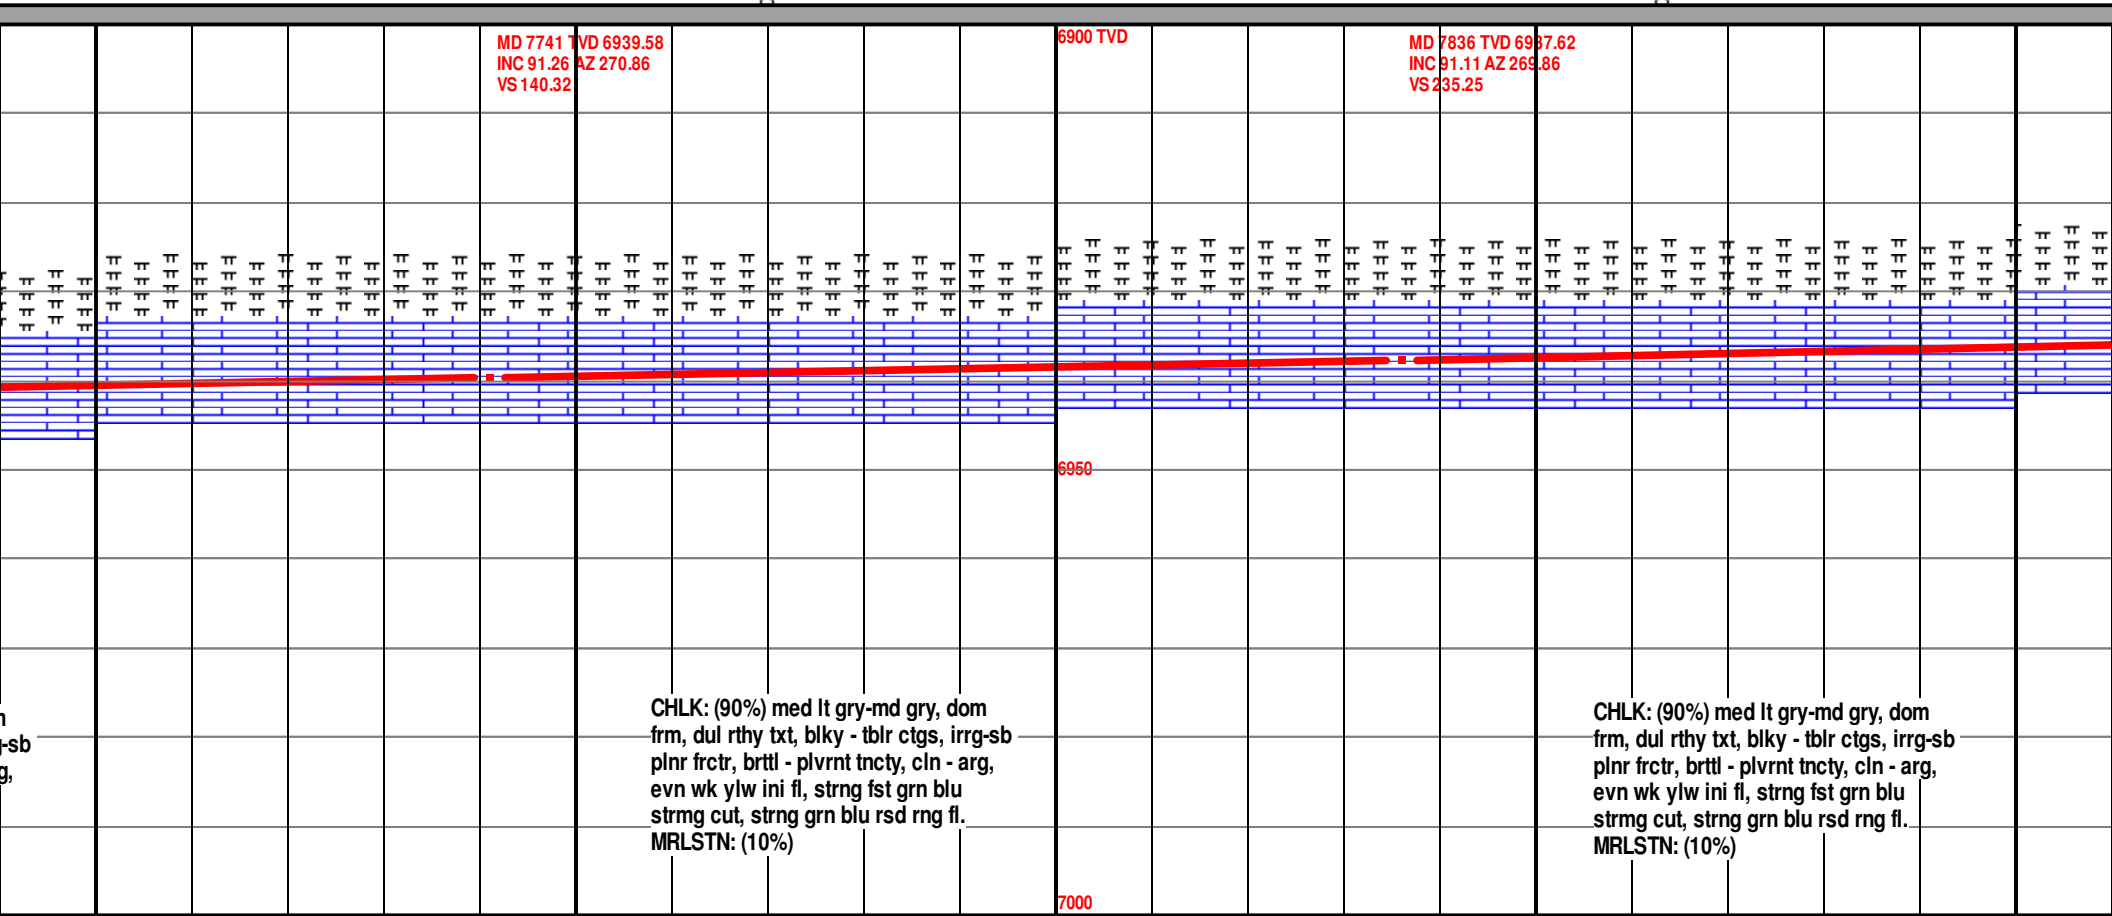 MD 7741 TVD 6939.58
INC 91.26 AZ 270.86
VS 140.32
6900 TVD
MD 7836 TVD 6937.62
INC 91.11 AZ 269.86
VS 235.25
6950
-sb
CHLK: (90%) med lt gry-md gry, dom
frm, dul rthy txt, blky - tblr ctgs, irrg-sb
plnr frctr, brttl - plvrnt tncty, cln - arg,
evn wk ylw ini fl, strng fst grn blu
strmg cut, strng grn blu rsd rng fl.
MRLSTN: (10%)
CHLK: (90%) med lt gry-md gry, dom
frm, dul rthy txt, blky - tblr ctgs, irrg-sb
plnr frctr, brttl - plvrnt tncty, cln - arg,
evn wk ylw ini fl, strng fst grn blu
strmg cut, strng grn blu rsd rng fl.
MRLSTN: (10%)
7000